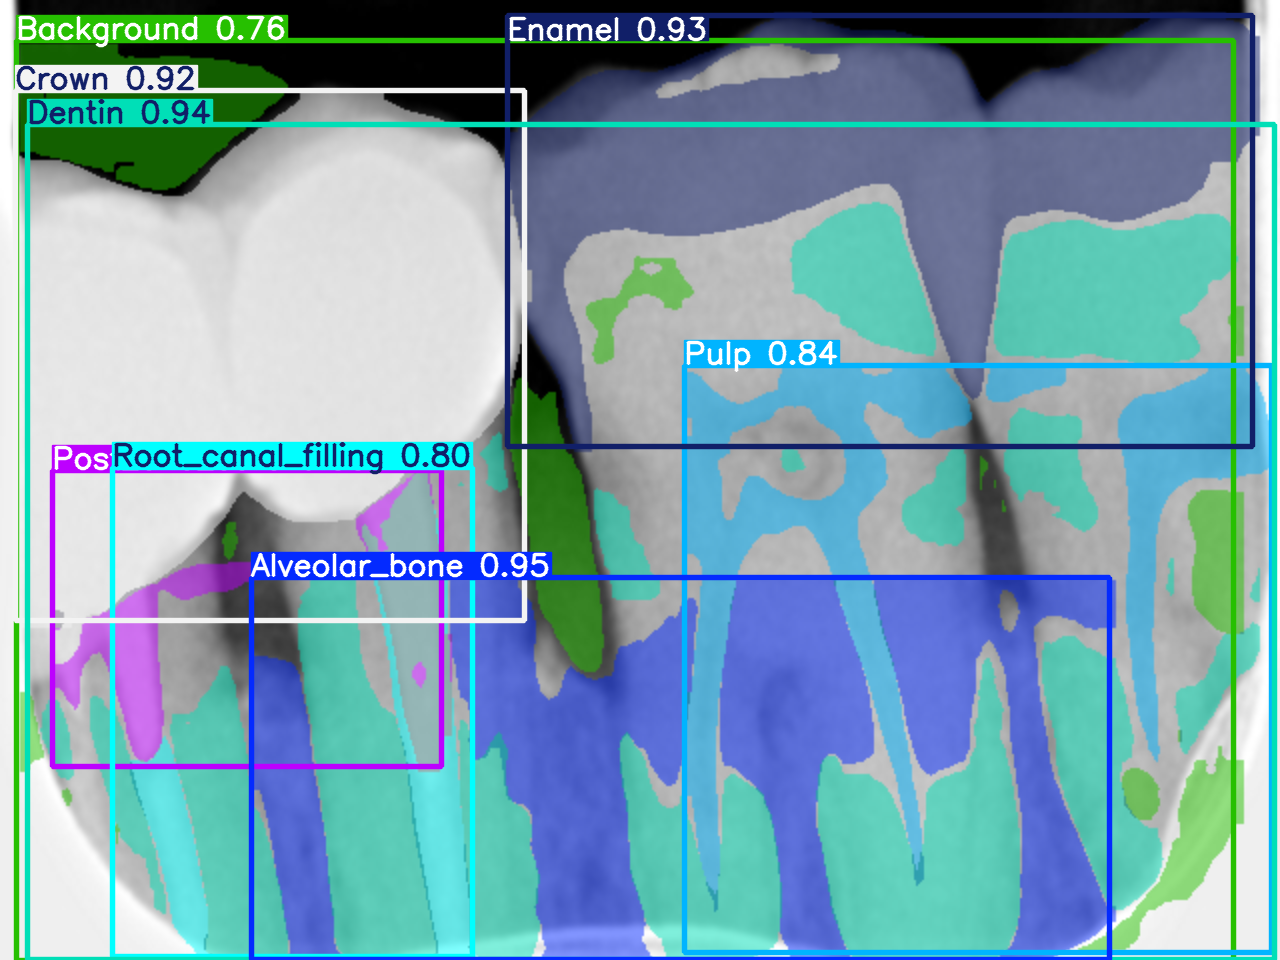 Background 0.76
Enamel 0.93
Crown 0.92
Dentin 0.94
Pulp 0.84
Pos
Root_canal_filling 0.80
Alveolar_bone 0.95